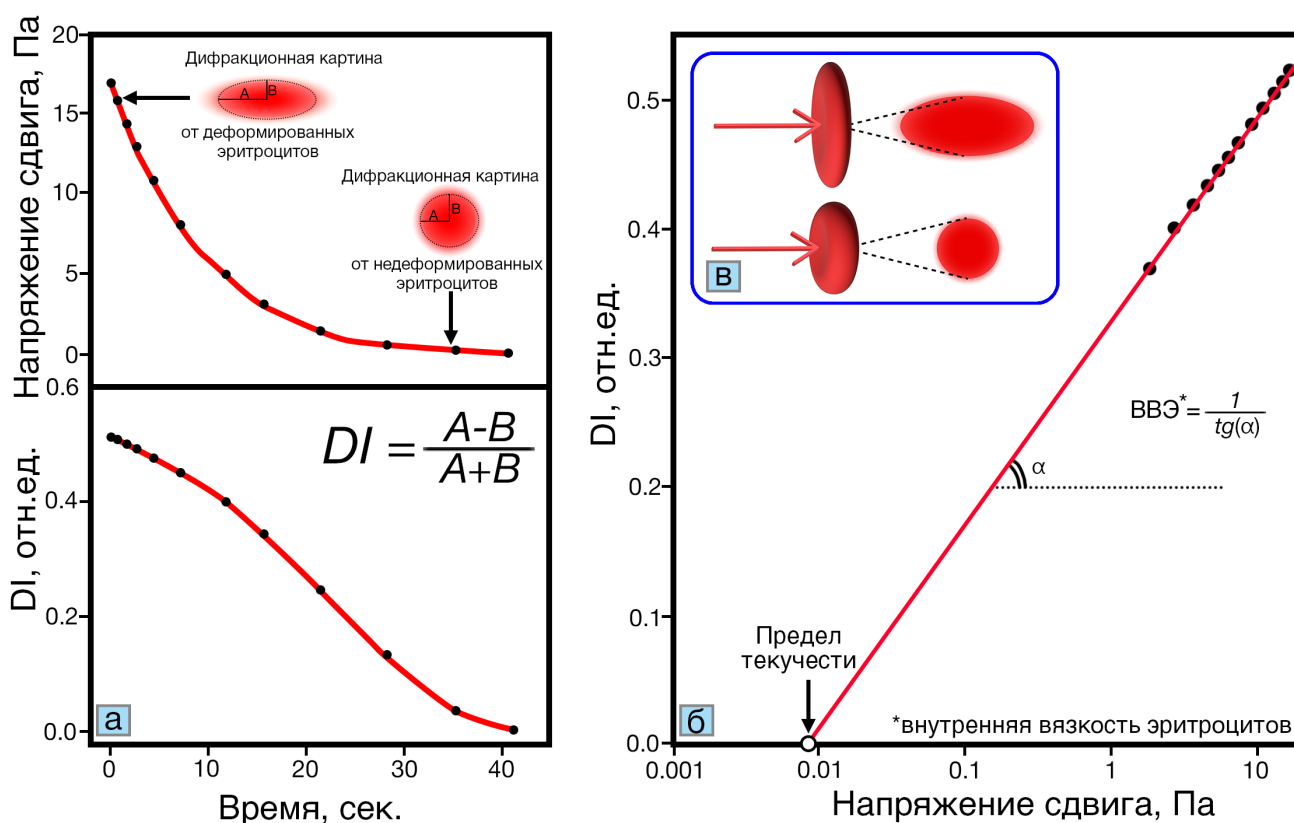 Напряжение сдвига, Па
20
15
10
5
0
Дифракционная картина
A B
от деформированных
эритроцитов
Дифракционная картина
A B
от недеформированных
эритроцитов
DI, отн.ед.
0.6
0.4
0.2
0.0
DI = A-B
A+B
а
0 10 20 30 40
Время, сек.
DI, отн.ед.
0.5
0.4
0.3
0.2
0.1
0.0
в
ВВЭ*= 1
tg(α)
α
Предел
текучести
б
*внутренняя вязкость эритроцитов
0.001 0.01 0.1 1 10
Напряжение сдвига, Па